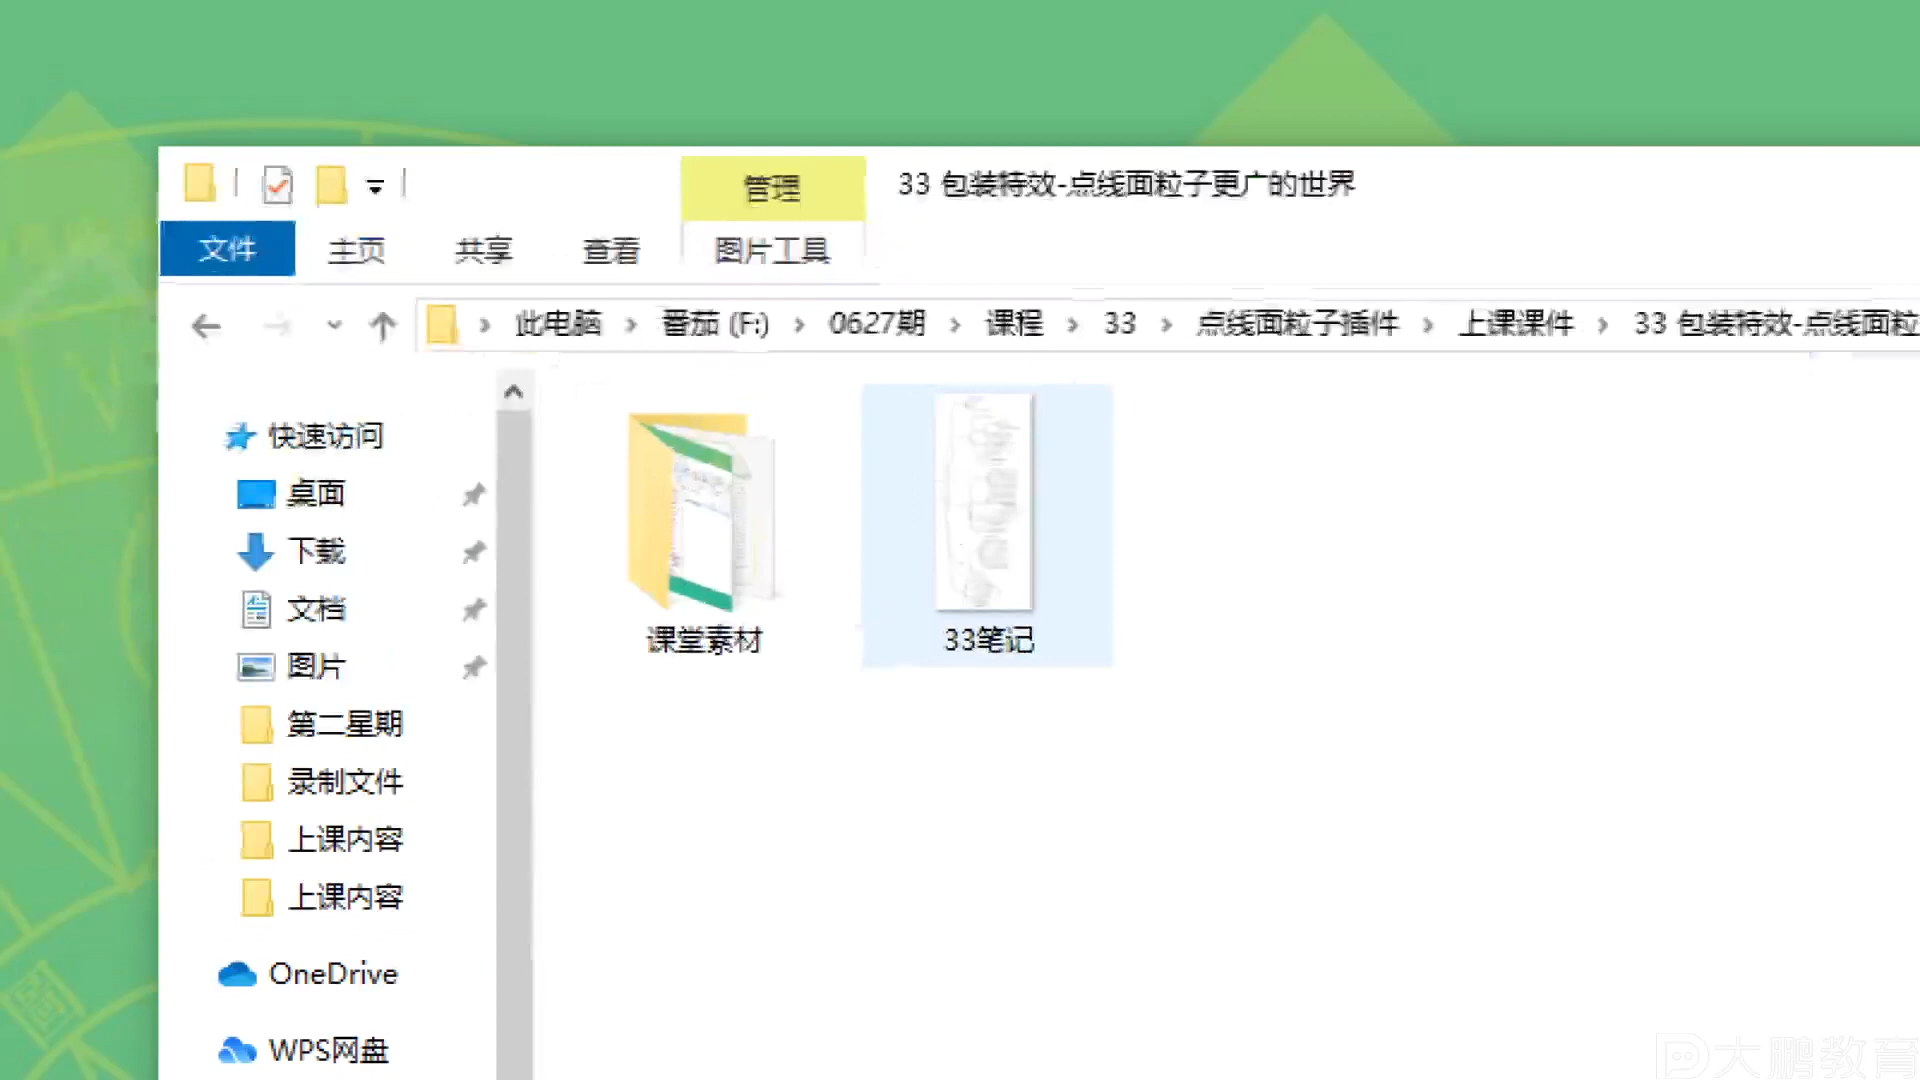 管理
33 包装特效-点线面粒子更广的世界
文件 主页 共享 查看 图片工具
此电脑 › 番茄 (F:) › 0627期 › 课程 › 33 › 点线面粒子插件 › 上课课件 › 33 包装特效-点线面粒
快速访问
桌面
下载
文档
图片
第二星期
录制文件
上课内容
上课内容
OneDrive
WPS网盘
课堂素材
33笔记
大鹏教育